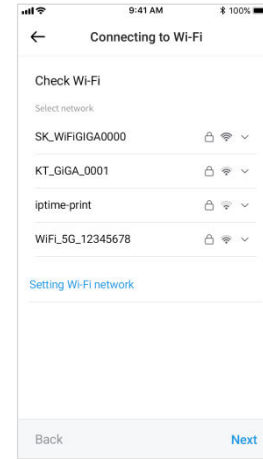 9:41 AM
100%
Connecting to Wi-Fi
Check Wi-Fi
Select network
SK_WiFiGIGA0000
KT_GiGA_0001
iptime-print
WiFi_5G_12345678
Setting Wi-Fi network
Back
Next